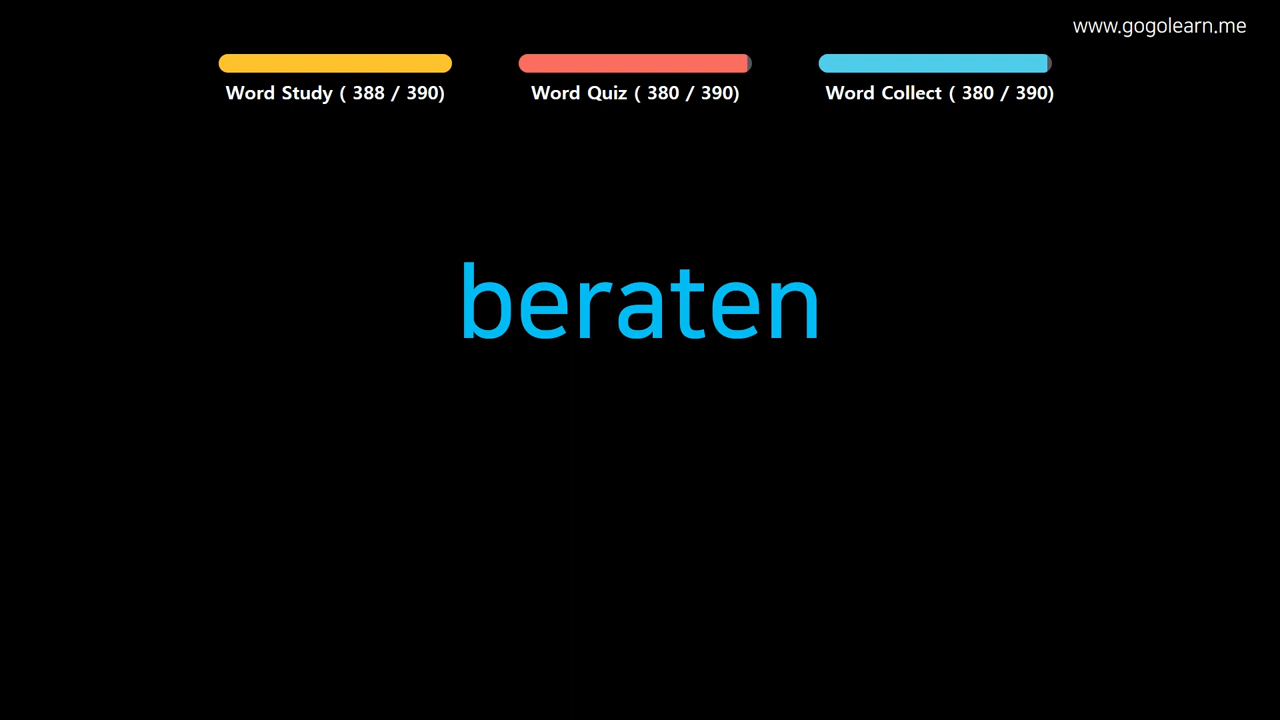 www.gogolearn.me
Word Study ( 388 / 390)
Word Quiz ( 380 / 390)
Word Collect ( 380 / 390)
beraten